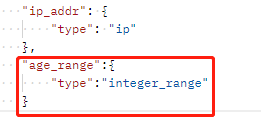 "ip_addr": {
"type": "ip"
},
"age_range":{
"type":"integer_range"
}